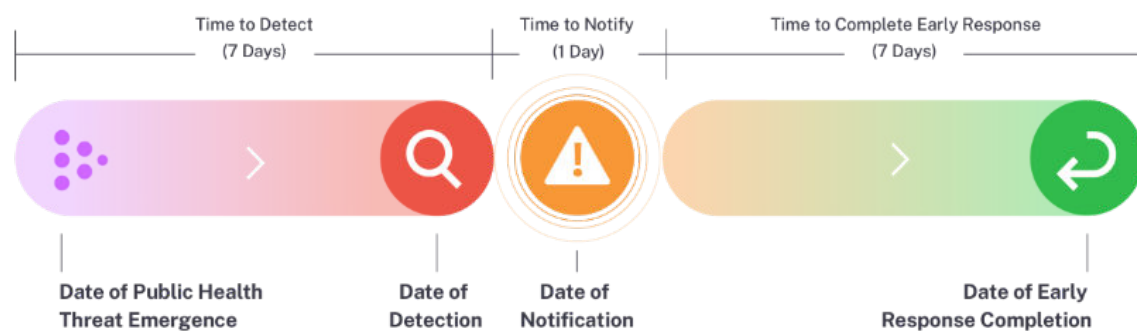 Time to Detect
(7 Days)
Time to Notify
(1 Day)
Time to Complete Early Response
(7 Days)
!
Date of Public Health
Threat Emergence
Date of
Detection
Date of
Notification
Date of Early
Response Completion